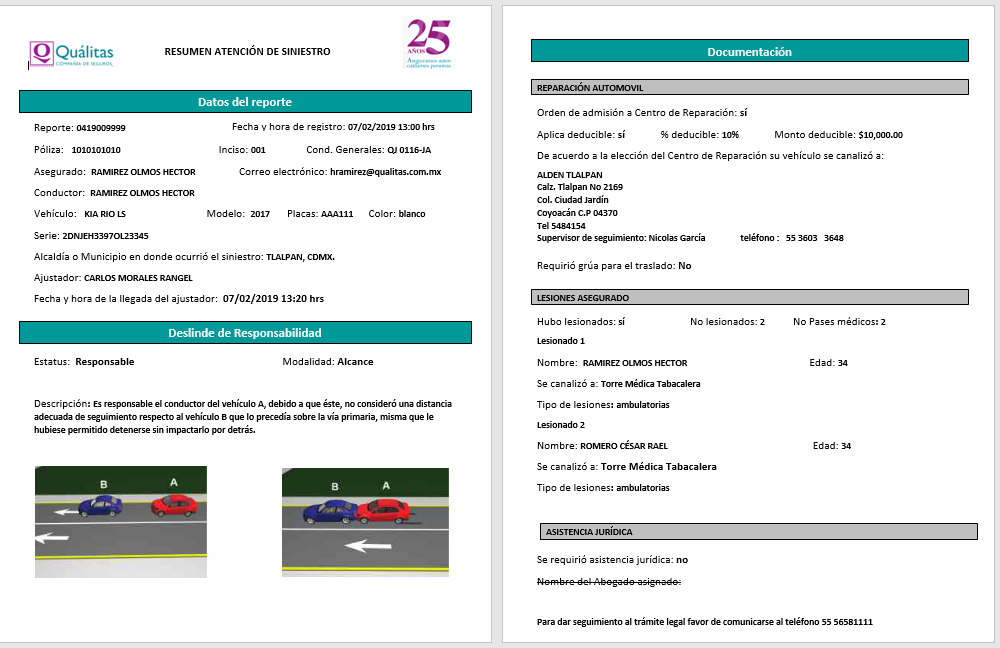 Quálitas
COMPAÑÍA DE SEGUROS
RESUMEN ATENCIÓN DE SINIESTRO
25
AÑOS
Aseguramos autos
cuidamos personas
Datos del reporte
Reporte: 0419009999 Fecha y hora de registro: 07/02/2019 13:00 hrs
Póliza: 1010101010 Inciso: 001 Cond. Generales: QJ 0116-JA
Asegurado: RAMIREZ OLMOS HECTOR Correo electrónico: hramirez@qualitas.com.mx
Conductor: RAMIREZ OLMOS HECTOR
Vehículo: KIA RIO LS Modelo: 2017 Placas: AAA111 Color: blanco
Serie: 2DNJEH3397OL23345
Alcaldía o Municipio en donde ocurrió el siniestro: TLALPAN, CDMX.
Ajustador: CARLOS MORALES RANGEL
Fecha y hora de la llegada del ajustador: 07/02/2019 13:20 hrs
Deslinde de Responsabilidad
Estatus: Responsable Modalidad: Alcance
Descripción: Es responsable el conductor del vehículo A, debido a que éste, no consideró una distancia
adecuada de seguimiento respecto al vehículo B que lo precedía sobre la vía primaria, misma que le
hubiese permitido detenerse sin impactarlo por detrás.
B A
B A
Documentación
REPARACIÓN AUTOMOVIL
Orden de admisión a Centro de Reparación: sí
Aplica deducible: sí % deducible: 10% Monto deducible: $10,000.00
De acuerdo a la elección del Centro de Reparación su vehículo se canalizó a:
ALDEN TLALPAN
Calz. Tlalpan No 2169
Col. Ciudad Jardín
Coyoacán C.P 04370
Tel 5484154
Supervisor de seguimiento: Nicolas García teléfono : 55 3603 3648
Requirió grúa para el traslado: No
LESIONES ASEGURADO
Hubo lesionados: sí No lesionados: 2 No Pases médicos: 2
Lesionado 1
Nombre: RAMIREZ OLMOS HECTOR Edad: 34
Se canalizó a: Torre Médica Tabacalera
Tipo de lesiones: ambulatorias
Lesionado 2
Nombre: ROMERO CÉSAR RAEL Edad: 34
Se canalizó a: Torre Médica Tabacalera
Tipo de lesiones: ambulatorias
ASISTENCIA JURÍDICA
Se requirió asistencia jurídica: no
Nombre del Abogado asignado:
Para dar seguimiento al trámite legal favor de comunicarse al teléfono 55 56581111